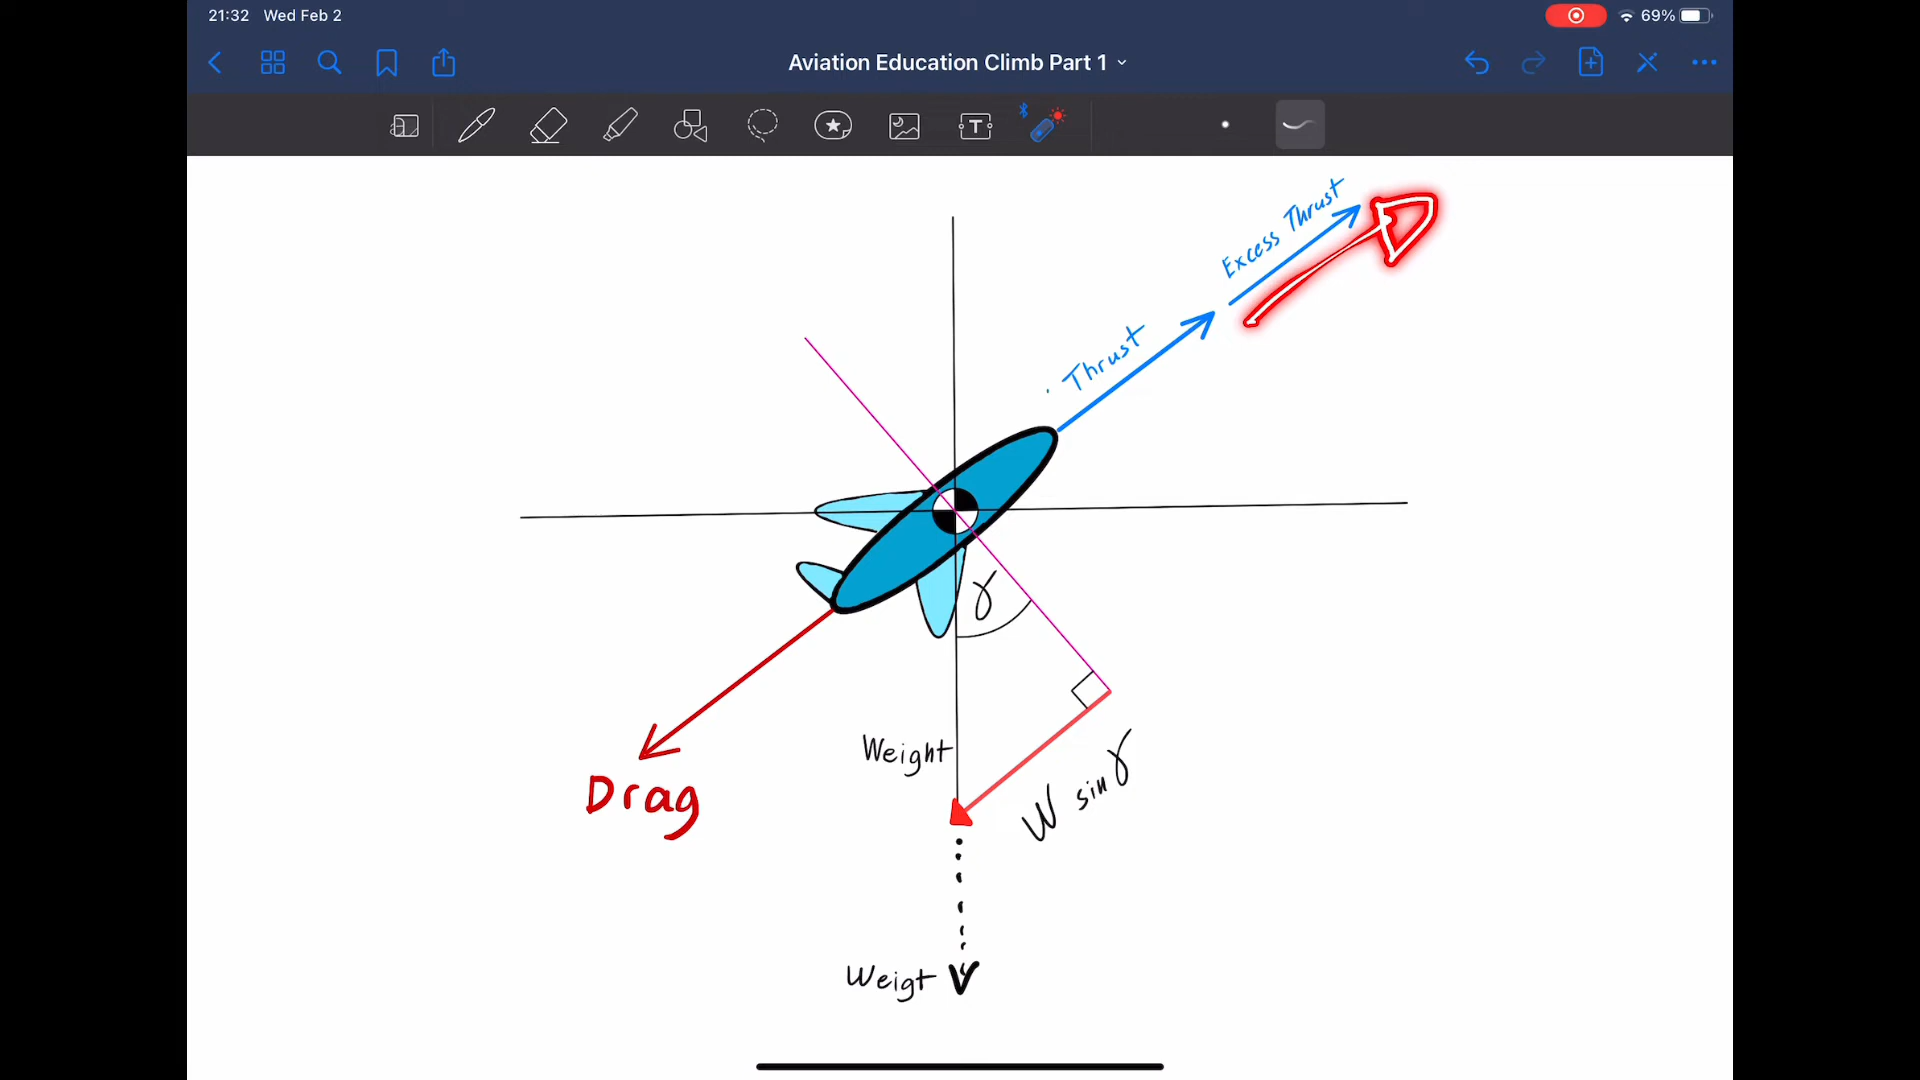 21:32 Wed Feb 2
69%
Aviation Education Climb Part 1
T
Excess Thrust
Thrust
γ
Weight
W sin γ
Drag
Weigt